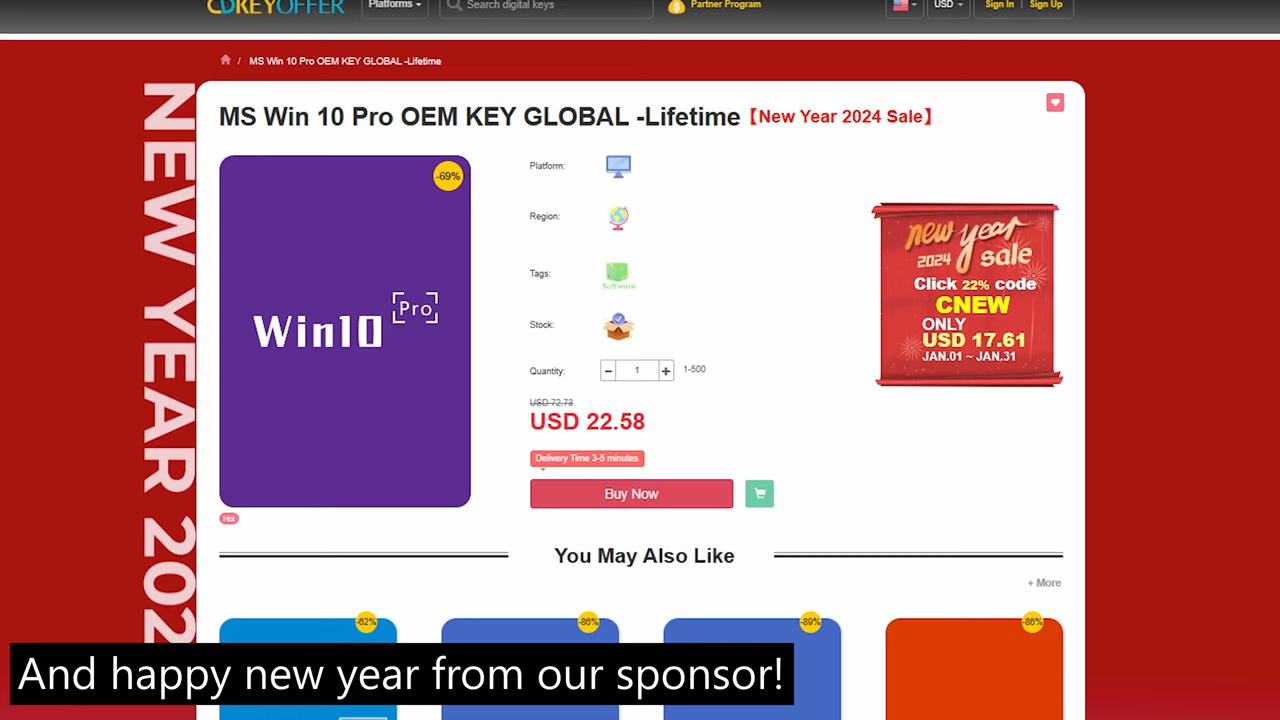 CDKEYOFFER
Platforms
Search digital keys
Partner Program
USD
Sign In
Sign Up
/ MS Win 10 Pro OEM KEY GLOBAL -Lifetime
NEW YEAR 202
MS Win 10 Pro OEM KEY GLOBAL -Lifetime【New Year 2024 Sale】
-69%
Win10 Pro
Hot
Platform:
Region:
Tags:
Software
Stock:
Quantity:
- 1 +
1-500
USD 72.73
USD 22.58
Delivery Time 3-5 minutes
Buy Now
new year
2024 sale
Click 22% code
CNEW
ONLY
USD 17.61
JAN.01 ~ JAN.31
You May Also Like
+ More
-62%
-86%
-89%
-86%
And happy new year from our sponsor!